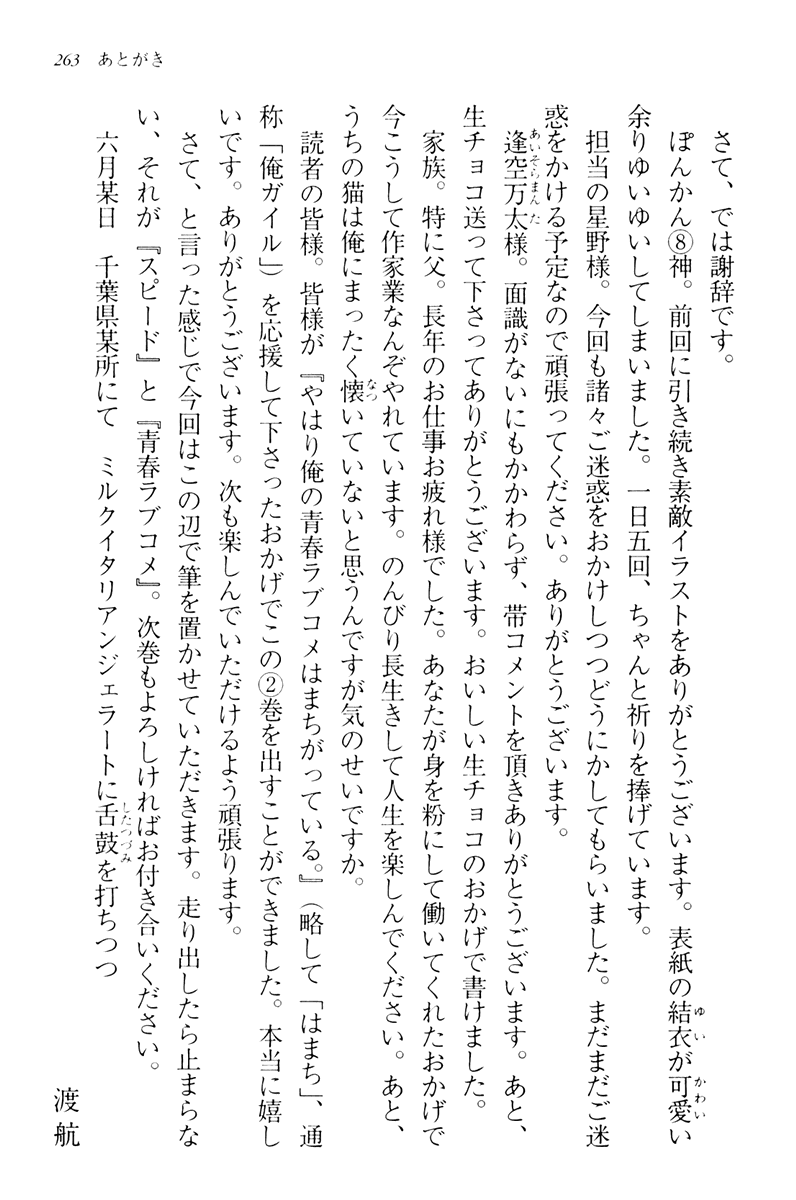 263 あとがき
さて、では謝辞です。
ぽんかん⑧神。前回に引き続き素敵イラストをありがとうございます。表紙の結衣が可愛い
余りゆいゆいしてしまいました。一日五回、ちゃんと祈りを捧げています。
担当の星野様。今回も諸々ご迷惑をおかけしつつどうにかしてもらいました。まだまだご迷
惑をかける予定なので頑張ってください。ありがとうございます。
逢空万太様。面識がないにもかかわらず、帯コメントを頂きありがとうございます。あと、
生チョコ送って下さってありがとうございます。おいしい生チョコのおかげで書けました。
家族。特に父。長年のお仕事お疲れ様でした。あなたが身を粉にして働いてくれたおかげで
今こうして作家業なんぞやれています。のんびり長生きして人生を楽しんでください。あと、
うちの猫は俺にまったく懐いていないと思うんですが気のせいですか。
読者の皆様。皆様が『やはり俺の青春ラブコメはまちがっている。』（略して「はまち」、通
称「俺ガイル」）を応援して下さったおかげでこの②巻を出すことができました。本当に嬉し
いです。ありがとうございます。次も楽しんでいただけるよう頑張ります。
さて、と言った感じで今回はこの辺で筆を置かせていただきます。走り出したら止まらな
い、それが『スピード』と『青春ラブコメ』。次巻もよろしければお付き合いください。
六月某日　千葉県某所にて　ミルクイタリアンジェラートに舌鼓を打ちつつ
渡航